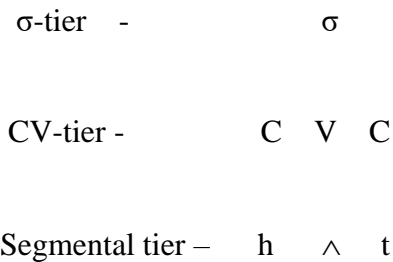 σ-tier - σ
CV-tier - C V C
Segmental tier – h ʌ t